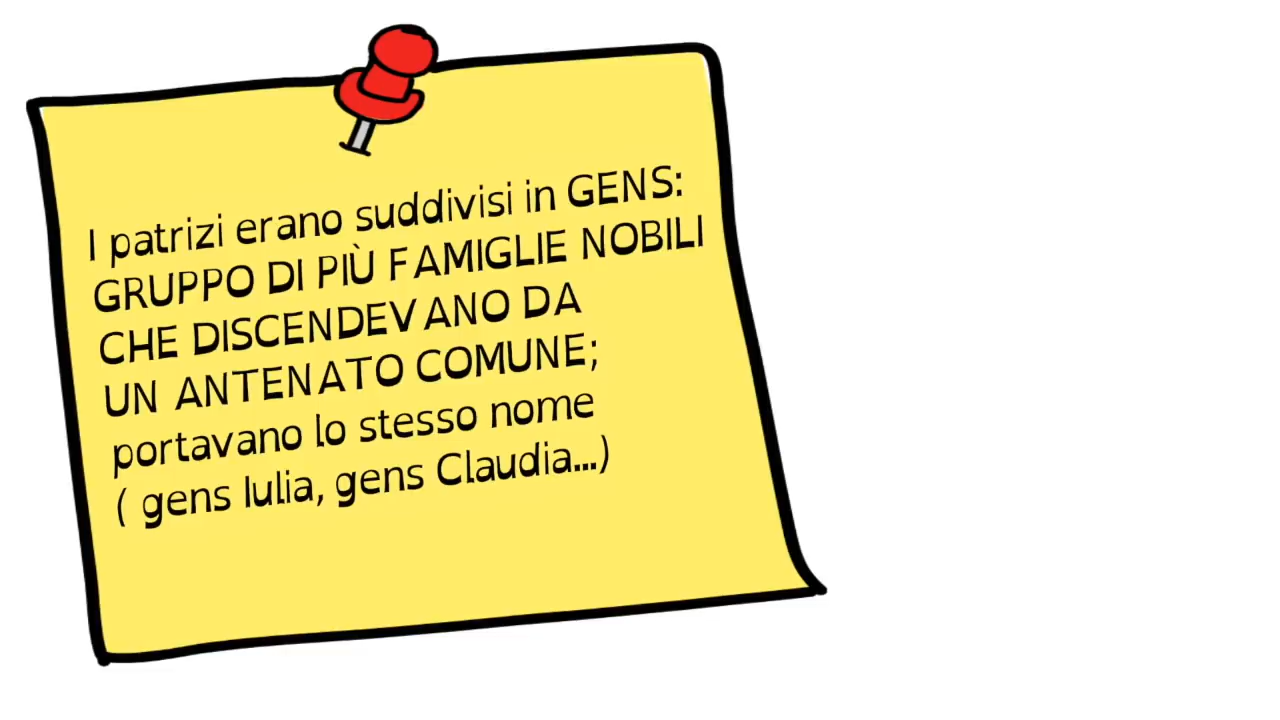 I patrizi erano suddivisi in GENS:
GRUPPO DI PIÙ FAMIGLIE NOBILI
CHE DISCENDEVANO DA
UN ANTENATO COMUNE;
portavano lo stesso nome
( gens Iulia, gens Claudia...)